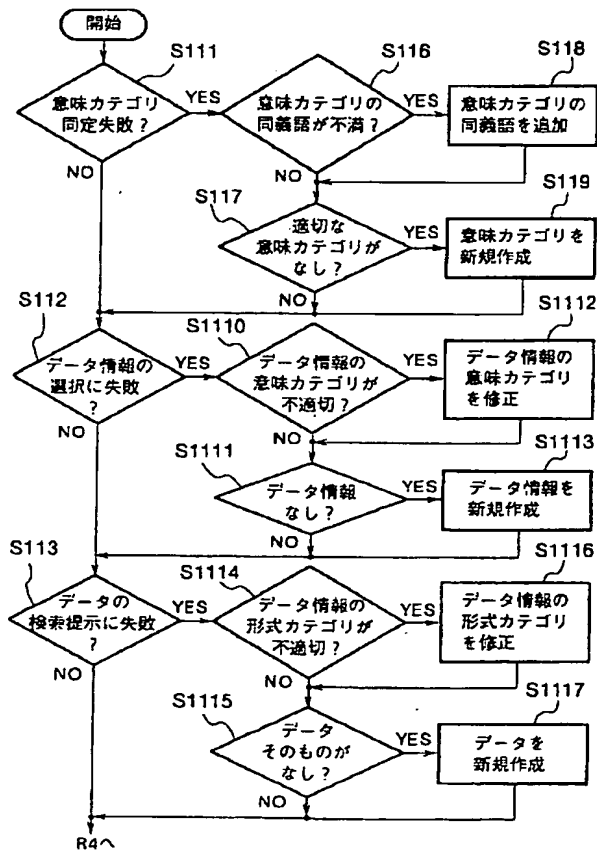 開始
S111
意味カテゴリ
同定失敗?
YES
NO
S116
意味カテゴリの
同義語が不満?
YES
NO
S118
意味カテゴリの
同義語を追加
S117
適切な
意味カテゴリが
なし?
YES
NO
S119
意味カテゴリを
新規作成
S112
データ情報の
選択に失敗
?
YES
NO
S1110
データ情報の
意味カテゴリが
不適切?
YES
NO
S1112
データ情報の
意味カテゴリ
を修正
S1111
データ情報
なし?
YES
NO
S1113
データ情報を
新規作成
S113
データの
検索提示に失敗
?
YES
NO
S1114
データ情報の
形式カテゴリが
不適切?
YES
NO
S1116
データ情報の
形式カテゴリ
を修正
S1115
データ
そのものが
なし?
YES
NO
S1117
データを
新規作成
R4へ